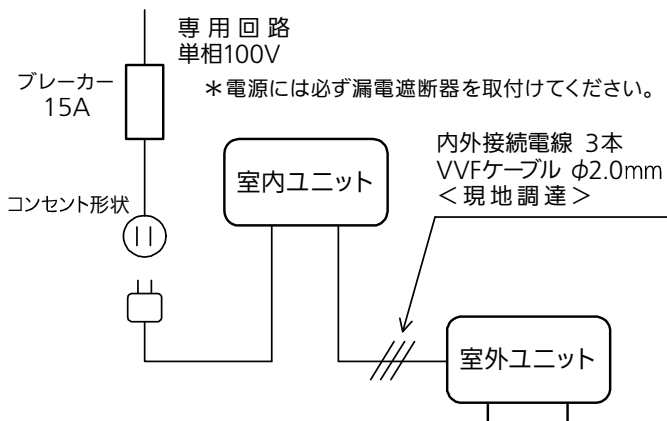 専用回路
単相100V
ブレーカー
15A
＊電源には必ず漏電遮断器を取付けてください。
内外接続電線 3本
VVFケーブル φ2.0mm
＜現地調達＞
室内ユニット
コンセント形状
室外ユニット